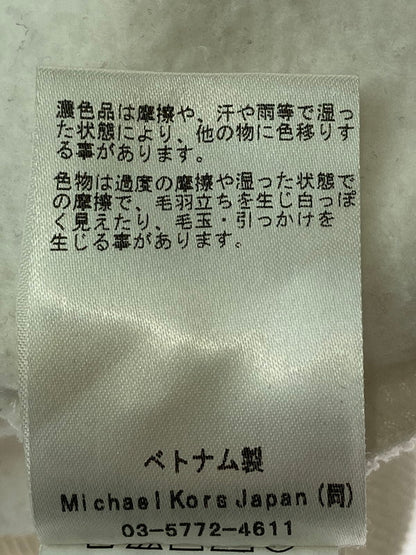 濃色品は摩擦や、汗や雨等で湿っ
た状態により、他の物に色移りす
る事があります。
色物は過度の摩擦や湿った状態で
の摩擦で、毛羽立ちを生じ白っぽ
く見えたり、毛玉・引っかけを
生じる事があります。
ベトナム製
Michael Kors Japan (同)
03-5772-4611